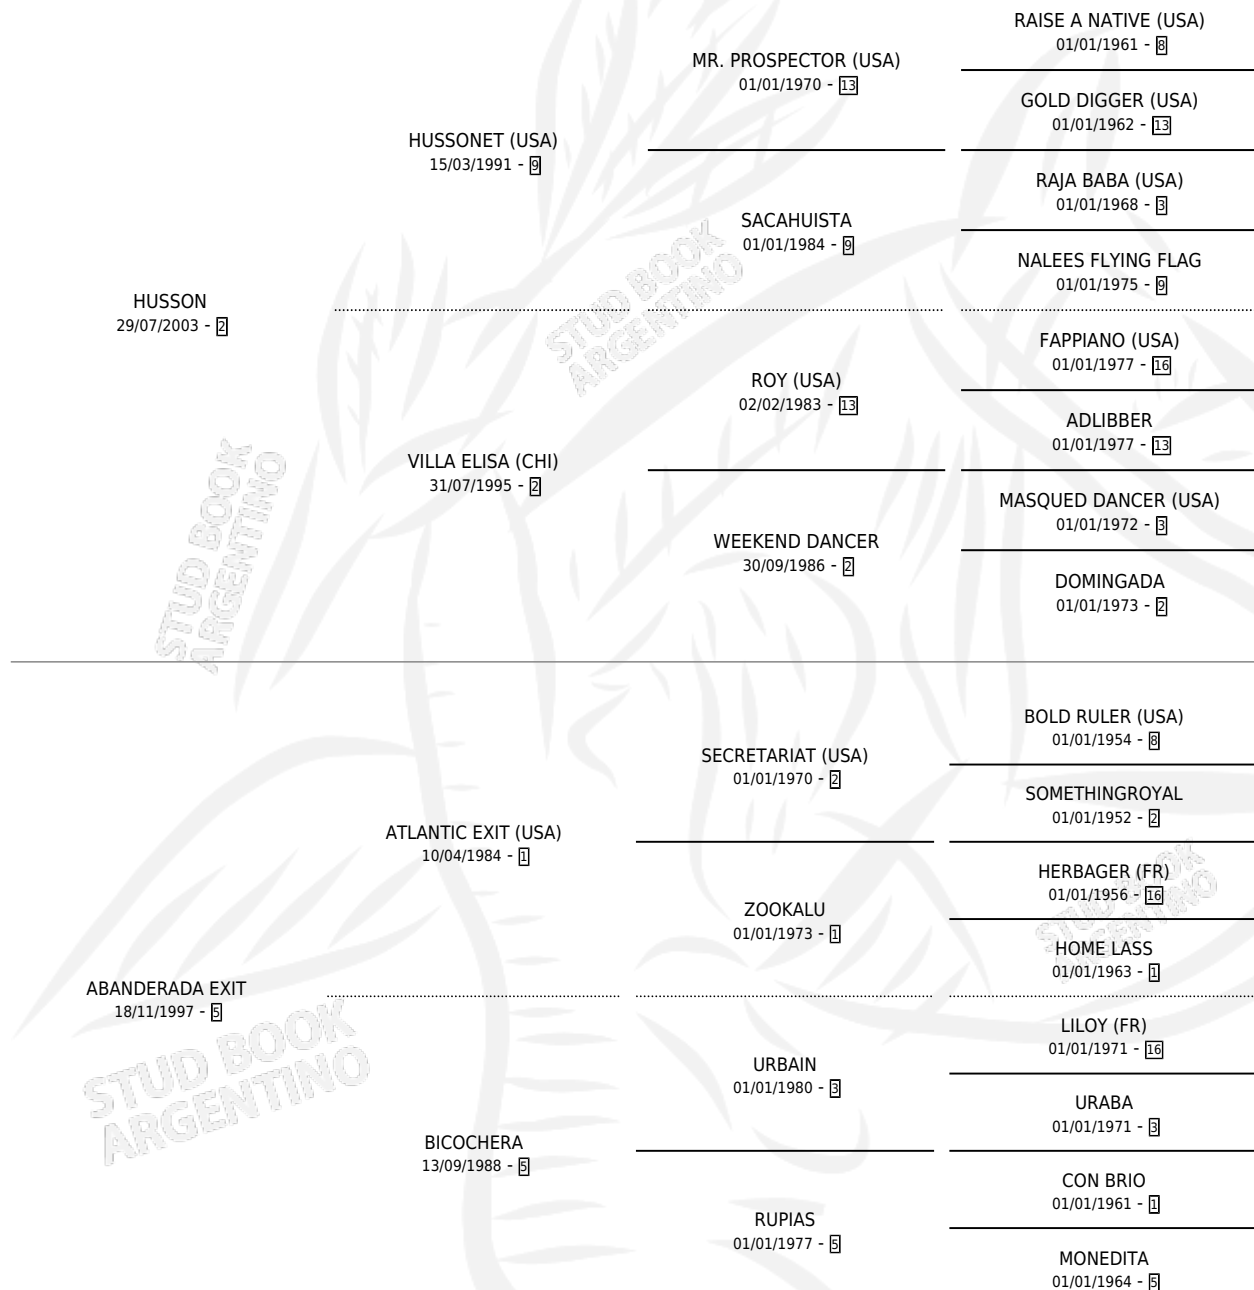 RAISE A NATIVE (USA)
01/01/1961 - 8
MR. PROSPECTOR (USA)
01/01/1970 - 13
GOLD DIGGER (USA)
01/01/1962 - 13
HUSSONET (USA)
15/03/1991 - 9
RAJA BABA (USA)
01/01/1968 - 3
SACAHUISTA
01/01/1984 - 9
NALEES FLYING FLAG
01/01/1975 - 9
HUSSON
29/07/2003 - 2
FAPPIANO (USA)
01/01/1977 - 16
ROY (USA)
02/02/1983 - 13
ADLIBBER
01/01/1977 - 13
VILLA ELISA (CHI)
31/07/1995 - 2
MASQUED DANCER (USA)
01/01/1972 - 3
WEEKEND DANCER
30/09/1986 - 2
DOMINGADA
01/01/1973 - 2
BOLD RULER (USA)
01/01/1954 - 8
SECRETARIAT (USA)
01/01/1970 - 2
SOMETHINGROYAL
01/01/1952 - 2
ATLANTIC EXIT (USA)
10/04/1984 - 1
HERBAGER (FR)
01/01/1956 - 16
ZOOKALU
01/01/1973 - 1
HOME LASS
01/01/1963 - 1
ABANDERADA EXIT
18/11/1997 - 5
LILOY (FR)
01/01/1971 - 16
URBAIN
01/01/1980 - 3
URABA
01/01/1971 - 3
BICOCHERA
13/09/1988 - 5
CON BRIO
01/01/1961 - 1
RUPIAS
01/01/1977 - 5
MONEDITA
01/01/1964 - 5
STUD BOOK
ARGENTINO
STUD BOOK
ARGENTINO
STUD BOOK
ARGENTINO
STUD BOOK
ARGENTINO